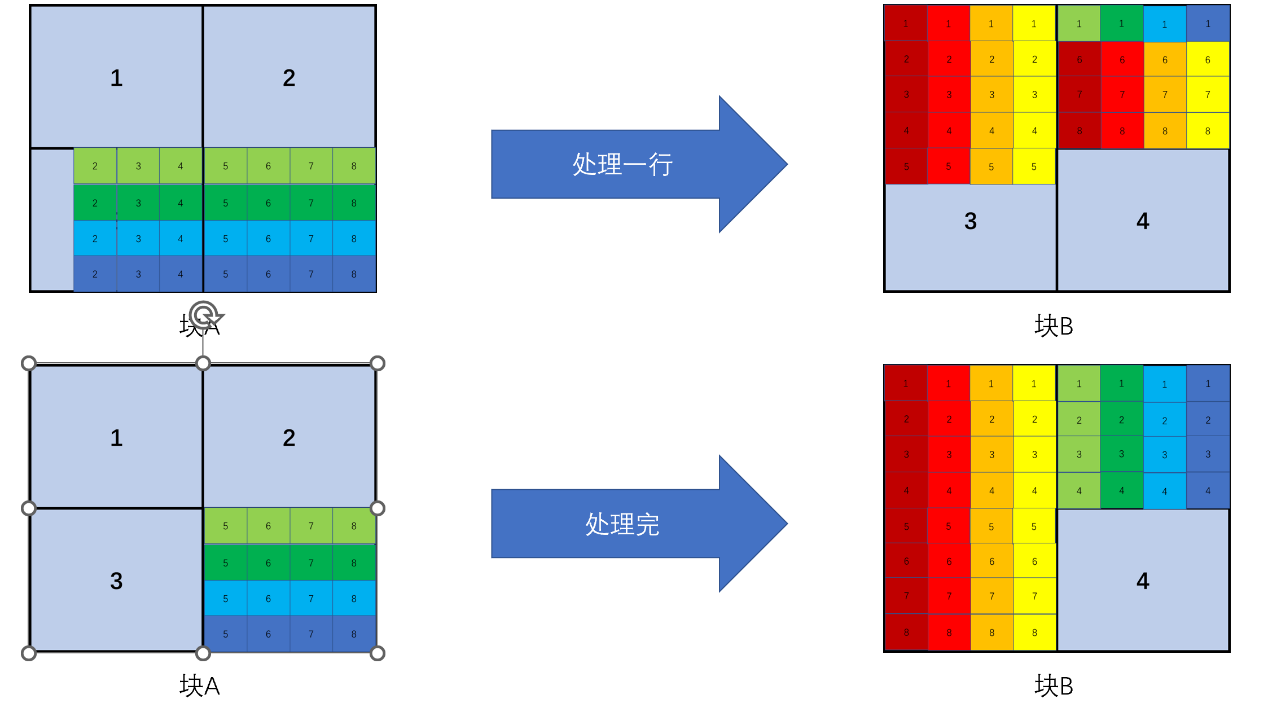 1 2
2 3 4 5 6 7 8
2 3 4 5 6 7 8
2 3 4 5 6 7 8
2 3 4 5 6 7 8
块A
处理一行
1 1 1 1 1 1 1 1
2 2 2 2 6 6 6 6
3 3 3 3 7 7 7 7
4 4 4 4 8 8 8 8
5 5 5 5
3 4
块B
1 2
5 6 7 8
5 6 7 8
3
5 6 7 8
5 6 7 8
块A
处理完
1 1 1 1 1 1 1 1
2 2 2 2 2 2 2 2
3 3 3 3 3 3 3 3
4 4 4 4 4 4 4 4
5 5 5 5
6 6 6 6
4
7 7 7 7
8 8 8 8
块B